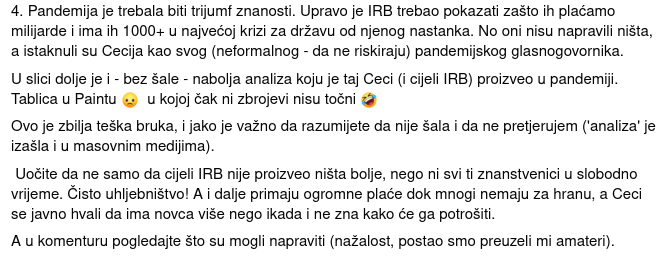 4. Pandemija je trebala biti trijumf znanosti. Upravo je IRB trebao pokazati zašto ih plaćamo
milijarde i ima ih 1000+ u najvećoj krizi za državu od njenog nastanka. No oni nisu napravili ništa,
a istaknuli su Cecija kao svog (neformalnog - da ne riskiraju) pandemijskog glasnogovornika.
U slici dolje je i - bez šale - nabolja analiza koju je taj Ceci (i cijeli IRB) proizveo u pandemiji.
Tablica u Paintu 😠 u kojoj čak ni zbrojevi nisu točni 🤣
Ovo je zbilja teška bruka, i jako je važno da razumijete da nije šala i da ne pretjerujem ('analiza' je
izašla i u masovnim medijima).
Uočite da ne samo da cijeli IRB nije proizveo ništa bolje, nego ni svi ti znanstvenici u slobodno
vrijeme. Čisto uhljebništvo! A i dalje primaju ogromne plaće dok mnogi nemaju za hranu, a Ceci
se javno hvali da ima novca više nego ikada i ne zna kako će ga potrošiti.
A u komenturu pogledajte što su mogli napraviti (nažalost, postao smo preuzeli mi amateri).